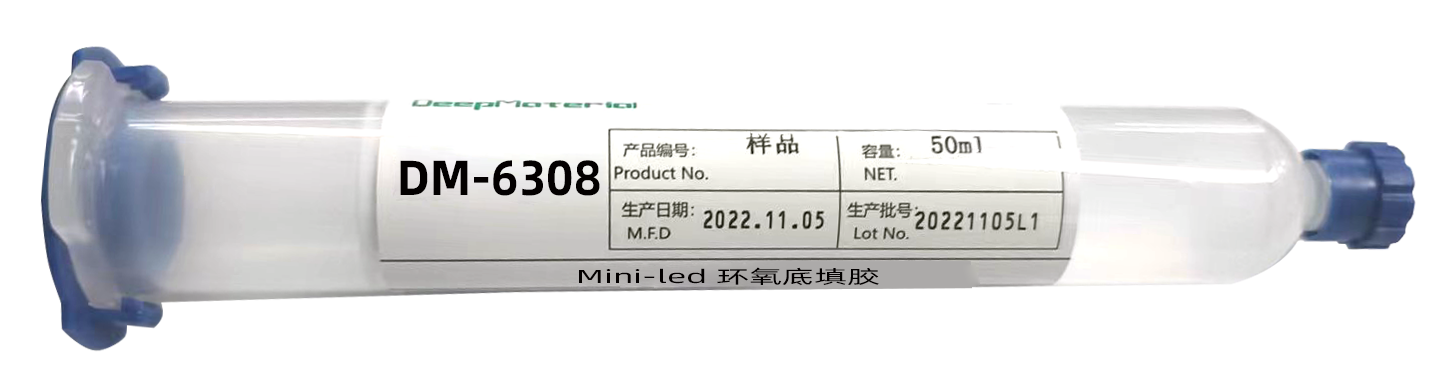 DeepMaterial
DM-6308
产品编号: 样品
Product No.
容量: 50ml
NET.
生产日期: 2022.11.05
M.F.D
生产批号: 20221105L1
Lot No.
Mini-led 环氧底填胶